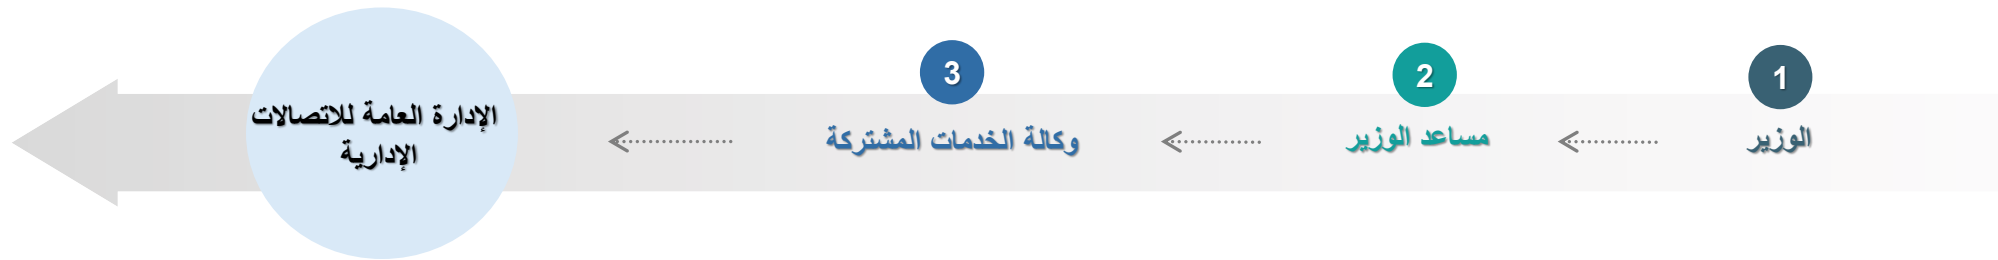 1
الوزير
2
مساعد الوزير
3
وكالة الخدمات المشتركة
الإدارة العامة للاتصالات
الإدارية